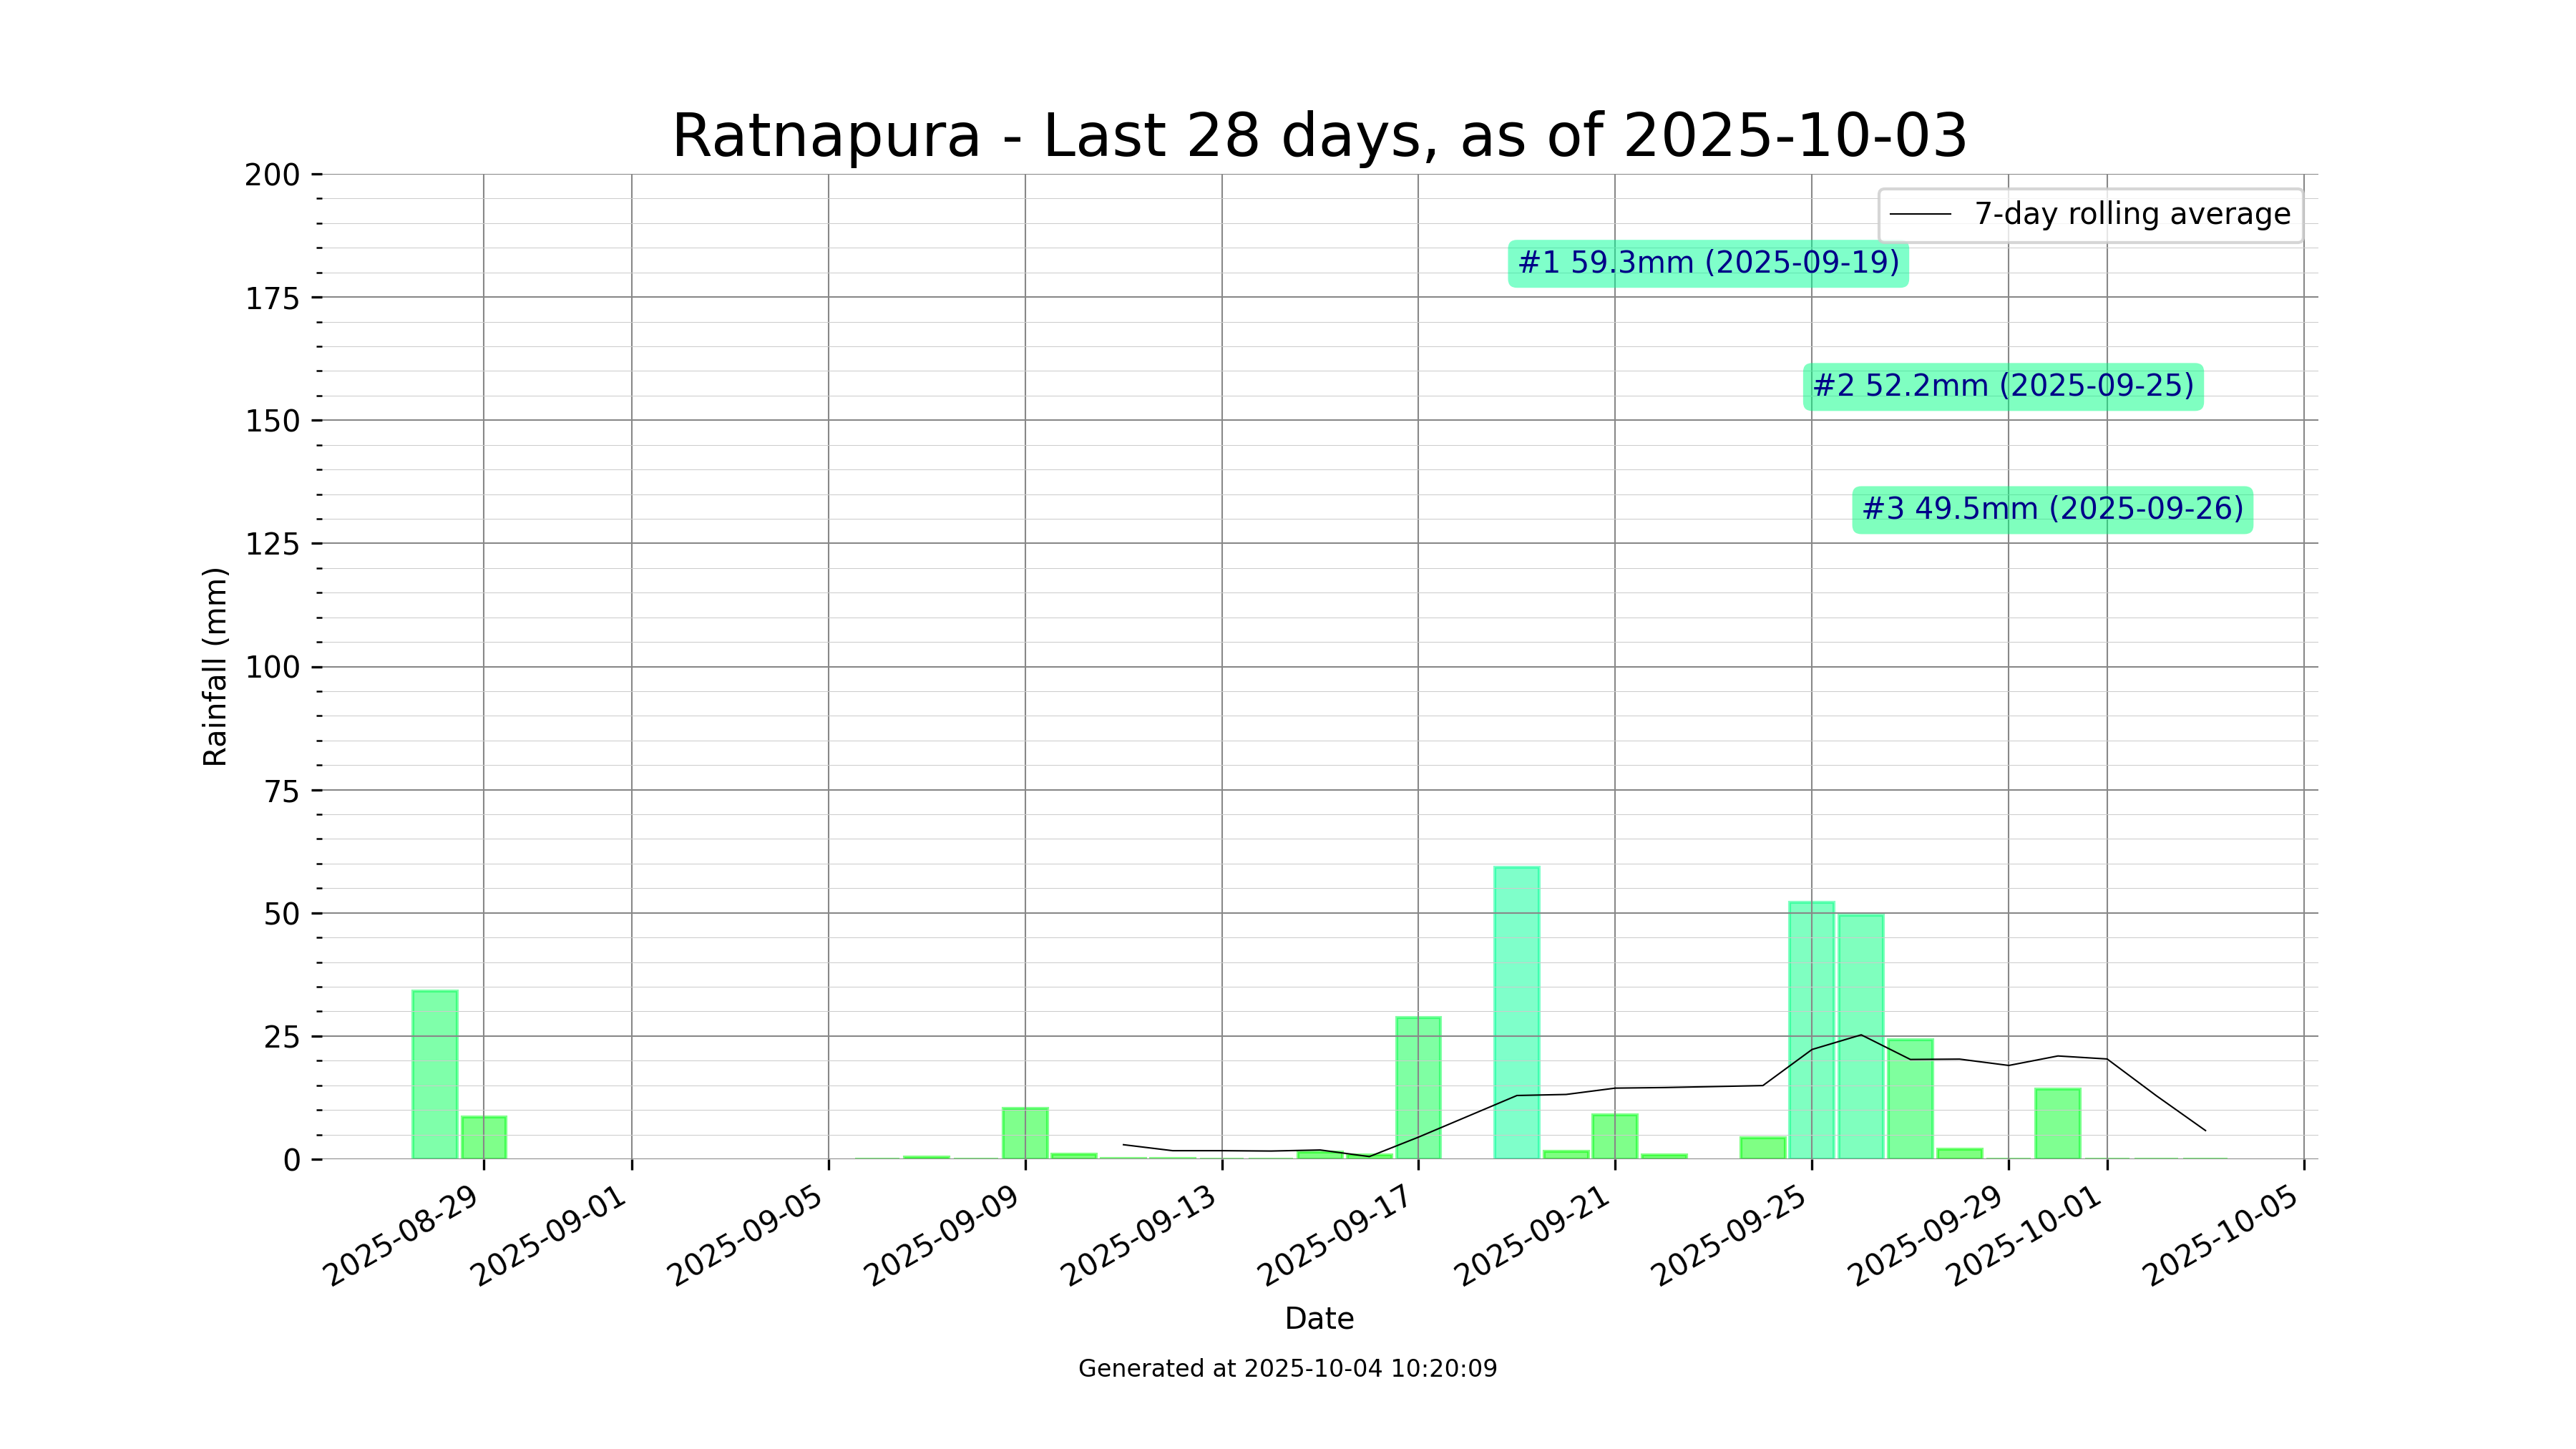 Ratnapura - Last 28 days, as of 2025-10-03
200
175
150
125
100
75
50
25
0
Rainfall (mm)
7-day rolling average
#1 59.3mm (2025-09-19)
#2 52.2mm (2025-09-25)
#3 49.5mm (2025-09-26)
2025-08-29
2025-09-01
2025-09-05
2025-09-09
2025-09-13
2025-09-17
2025-09-21
2025-09-25
2025-09-29
2025-10-01
2025-10-05
Date
Generated at 2025-10-04 10:20:09